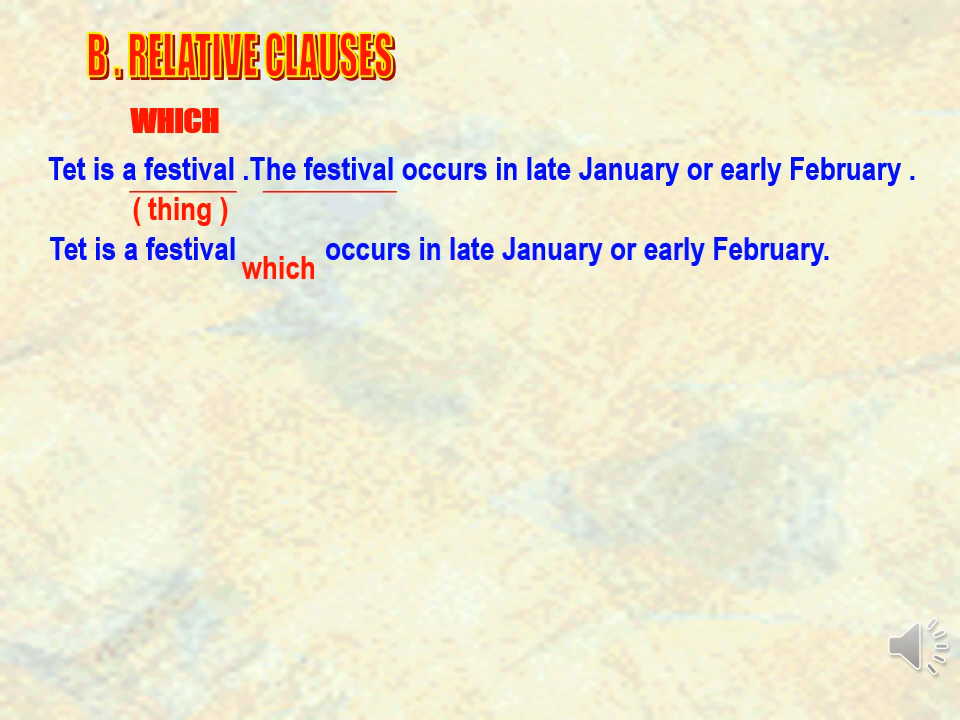 B . RELATIVE CLAUSES
WHICH
Tet is a festival .The festival occurs in late January or early February .
( thing )
Tet is a festival which occurs in late January or early February.